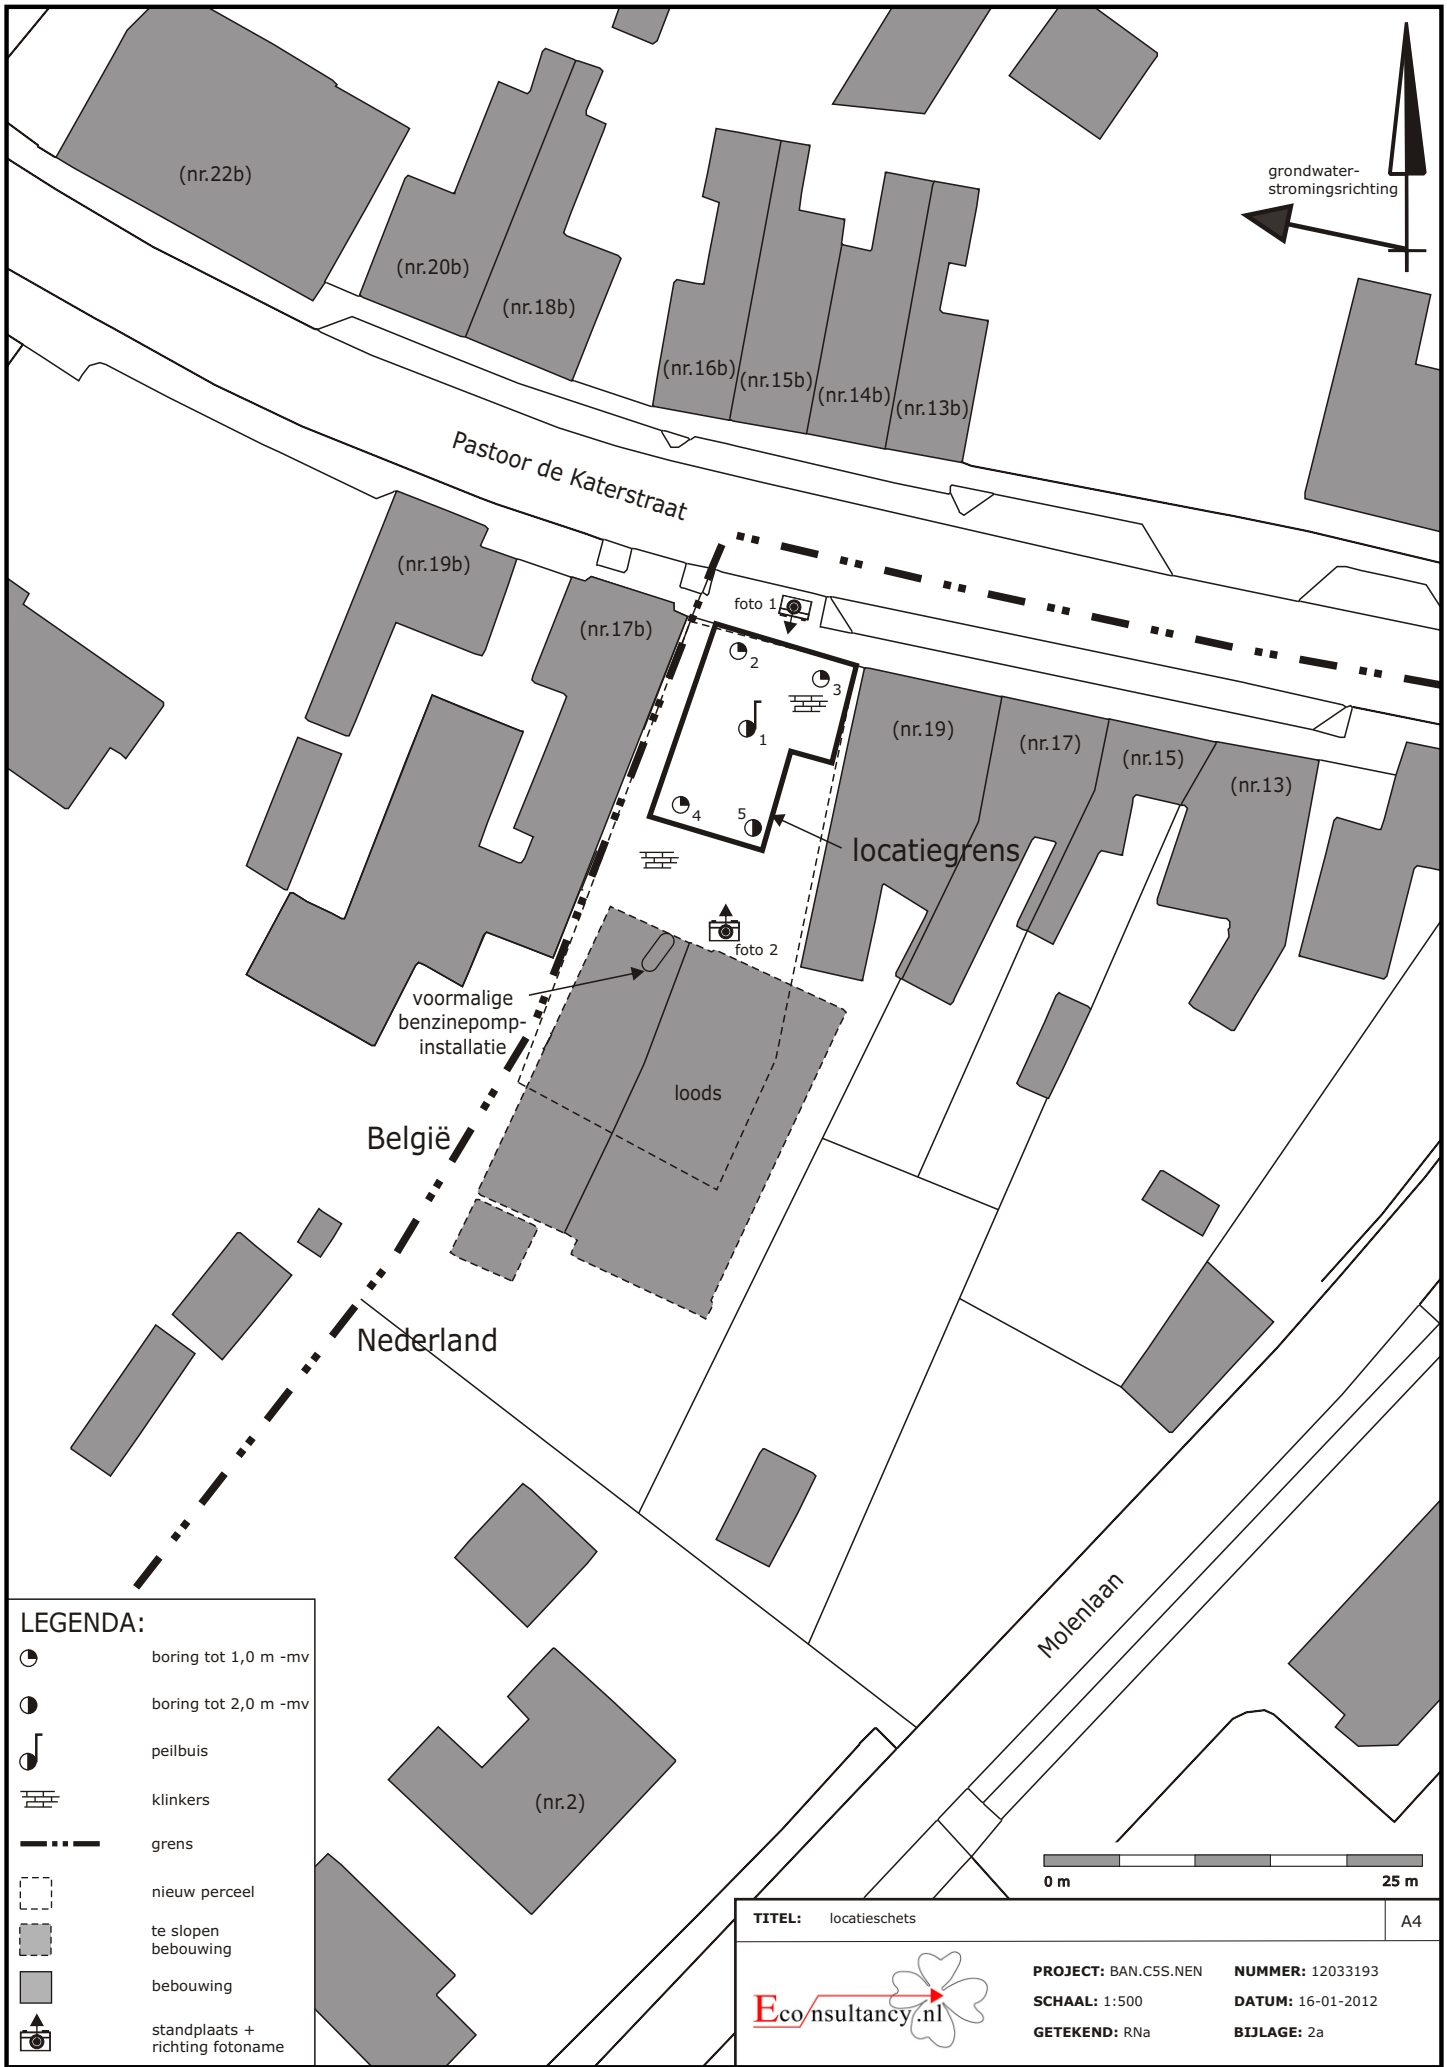 grondwater-
stromingsrichting
(nr.22b)
(nr.20b)
(nr.18b)
(nr.16b)
(nr.15b)
(nr.14b)
(nr.13b)
Pastoor de Katerstraat
(nr.19b)
(nr.17b)
foto 1
2
3
1
4
5
(nr.19)
(nr.17)
(nr.15)
(nr.13)
locatiegrens
foto 2
voormalige
benzinepomp-
installatie
loods
België
Nederland
Molenlaan
(nr.2)
LEGENDA:
boring tot 1,0 m -mv
boring tot 2,0 m -mv
peilbuis
klinkers
grens
nieuw perceel
te slopen
bebouwing
bebouwing
standplaats +
richting fotoname
0 m 25 m
TITEL: locatieschets A4
Econsultancy.nl
PROJECT: BAN.C5S.NEN NUMMER: 12033193
SCHAAL: 1:500 DATUM: 16-01-2012
GETEKEND: RNa BIJLAGE: 2a